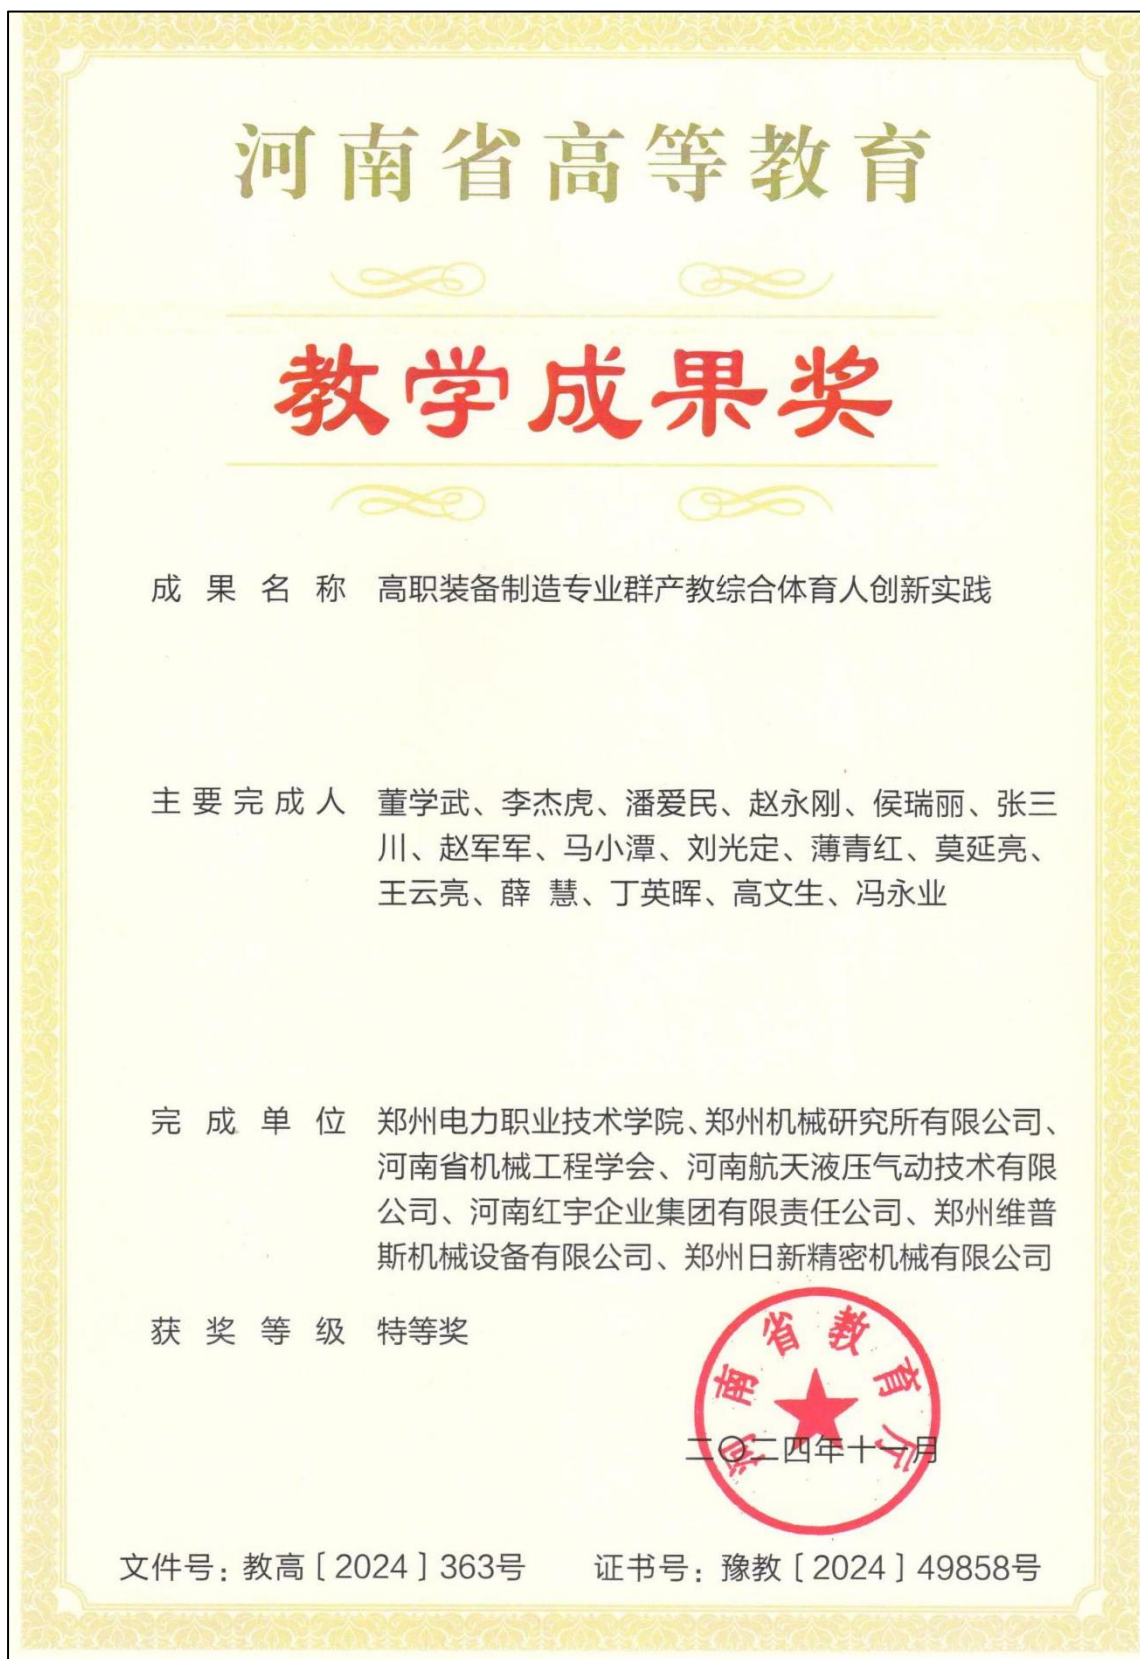 河南省高等教育
教学成果奖
成果名称 高职装备制造专业群产教综合体育人创新实践
主要完成人 董学武、李杰虎、潘爱民、赵永刚、侯瑞丽、张三
川、赵军军、马小潭、刘光定、薄青红、莫延亮、
王云亮、薛 慧、丁英晖、高文生、冯永业
完成单位 郑州电力职业技术学院、郑州机械研究所有限公司、
河南省机械工程学会、河南航天液压气动技术有限
公司、河南红宇企业集团有限责任公司、郑州维普
斯机械设备有限公司、郑州日新精密机械有限公司
获奖等级 特等奖
河南省教育厅
二〇二四年十一月
文件号：教高〔2024〕363号 证书号：豫教〔2024〕49858号